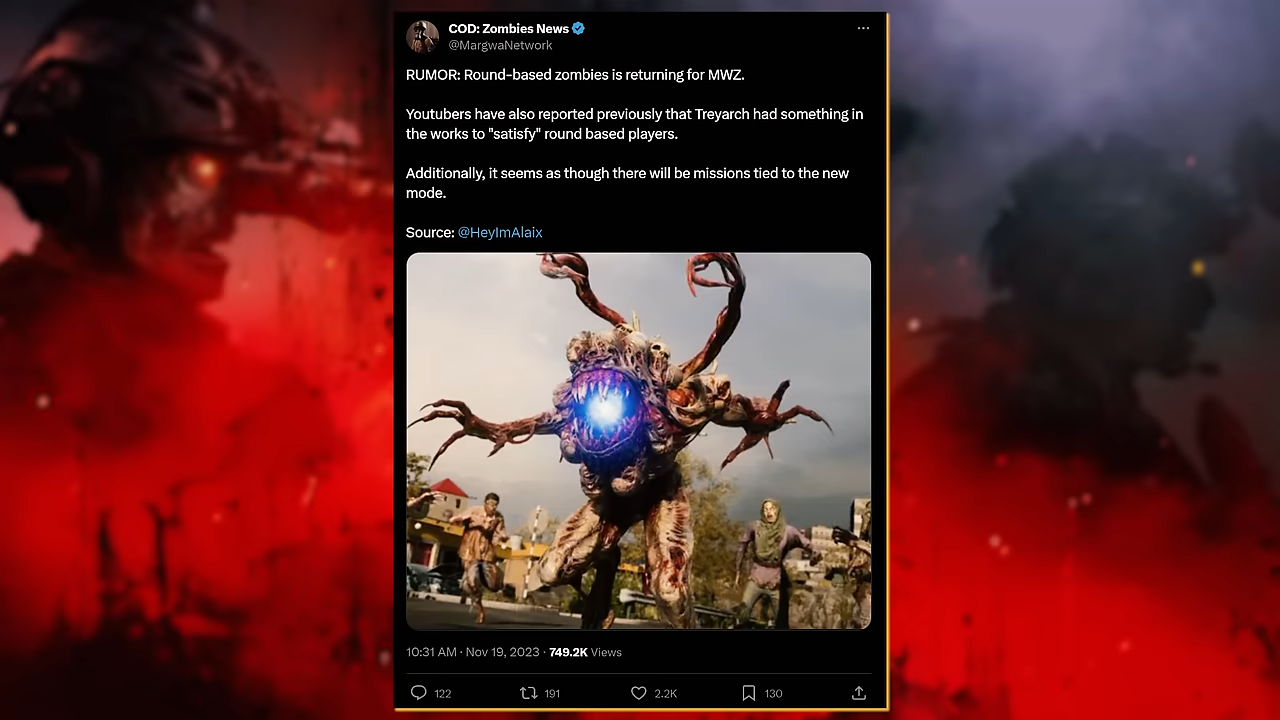 COD: Zombies News
@MargwaNetwork
RUMOR: Round-based zombies is returning for MWZ.
Youtubers have also reported previously that Treyarch had something in
the works to "satisfy" round based players.
Additionally, it seems as though there will be missions tied to the new
mode.
Source: @HeyImAlaix
10:31 AM · Nov 19, 2023 · 749.2K Views
122 191 2.2K 130